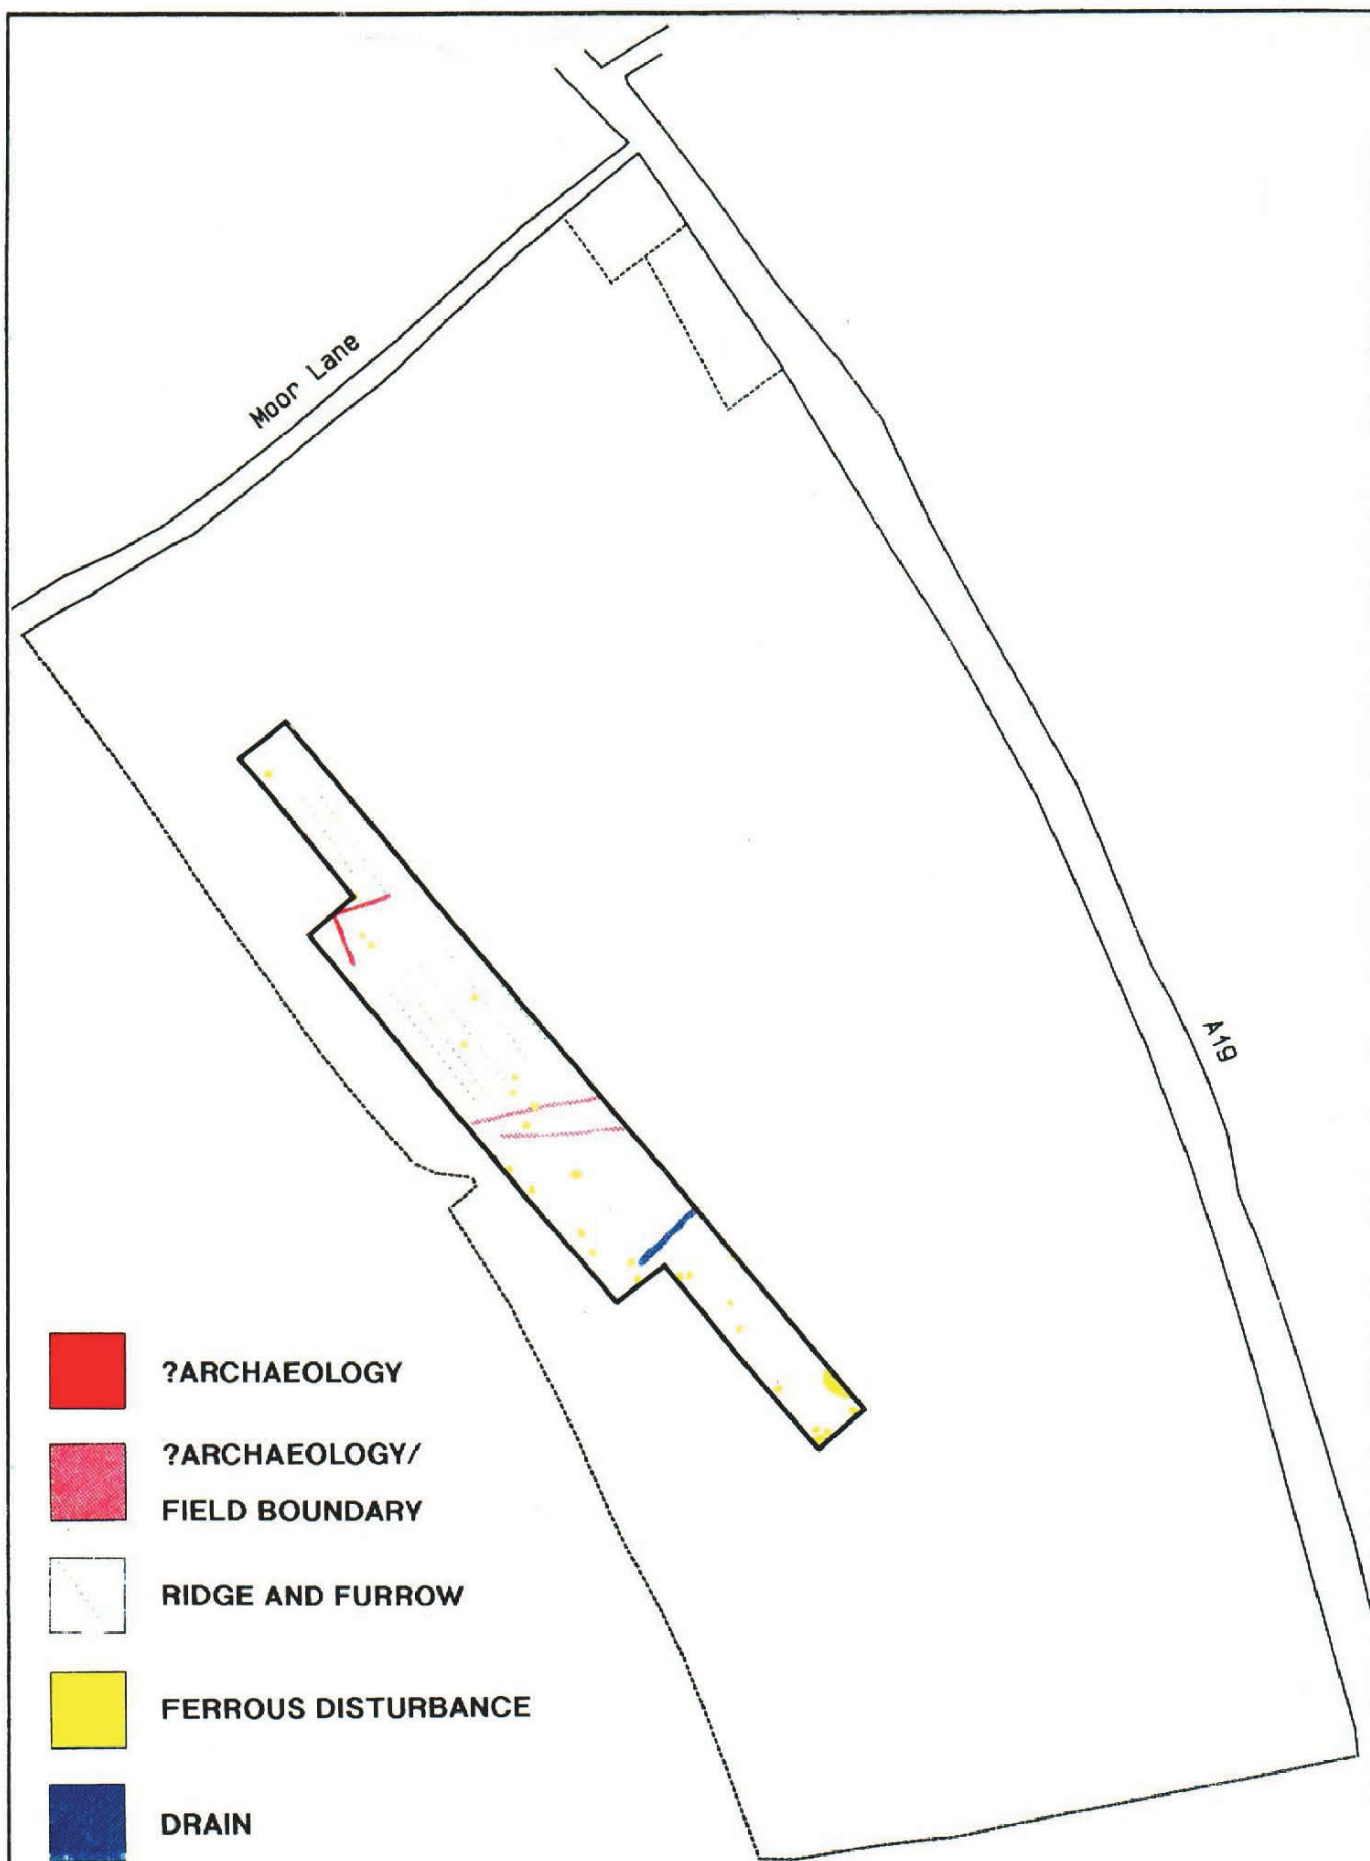 Moor Lane
A19
?ARCHAEOLOGY
?ARCHAEOLOGY/
FIELD BOUNDARY
RIDGE AND FURROW
FERROUS DISTURBANCE
DRAIN